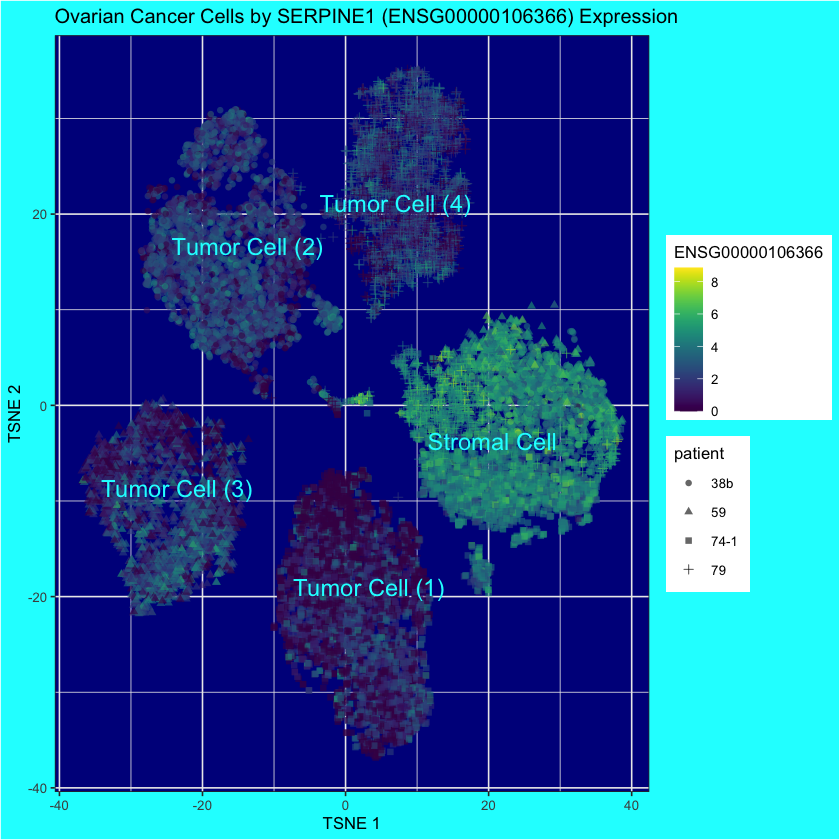 Ovarian Cancer Cells by SERPINE1 (ENSG00000106366) Expression
Tumor Cell (4)
Tumor Cell (2)
Stromal Cell
Tumor Cell (3)
Tumor Cell (1)
20
0
-20
-40
TSNE 2
-40
-20
0
20
40
TSNE 1
ENSG00000106366
8
6
4
2
0
patient
38b
59
74-1
79